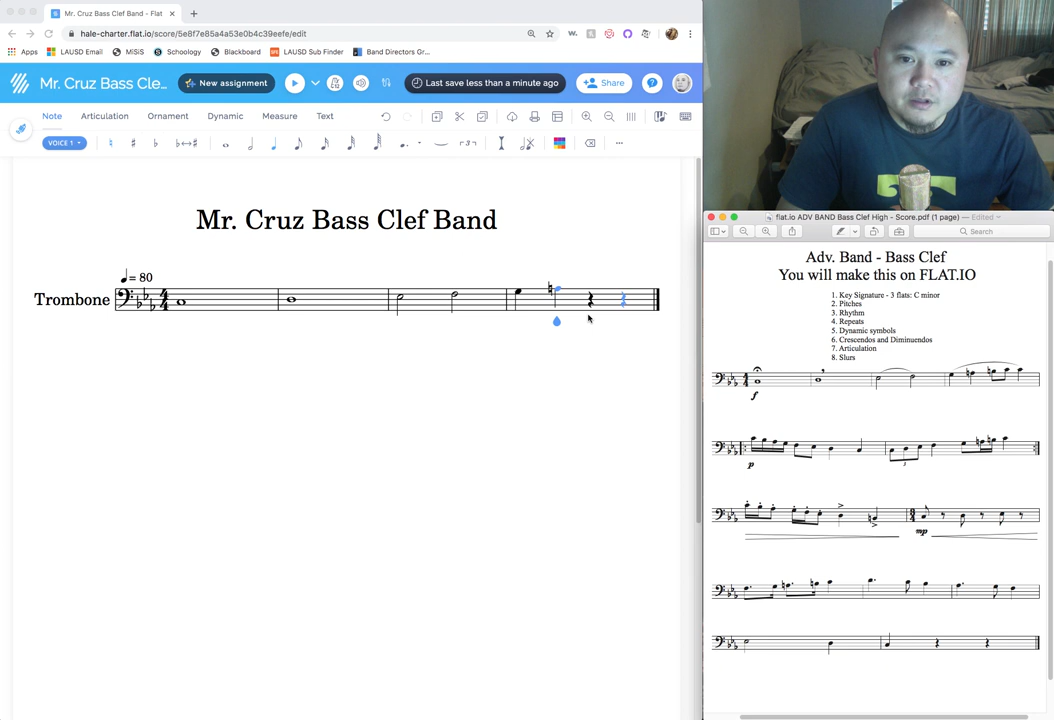 Mr. Cruz Bass Clef Band - Flat
hale-charter.flat.io/score/5e8f7e85a4a53e0b4c39eefe/edit
Apps
LAUSD Email
MiSiS
Schoology
Blackboard
LAUSD Sub Finder
Band Directors Gr...
Mr. Cruz Bass Cle...
New assignment
Last save less than a minute ago
Share
Note
Articulation
Ornament
Dynamic
Measure
Text
VOICE 1
Mr. Cruz Bass Clef Band
= 80
Trombone
flat.io ADV BAND Bass Clef High - Score.pdf (1 page) — Edited
Search
Adv. Band - Bass Clef
You will make this on FLAT.IO
1. Key Signature - 3 flats: C minor
2. Pitches
3. Rhythm
4. Repeats
5. Dynamic symbols
6. Crescendos and Diminuendos
7. Articulation
8. Slurs
f
p
3
mp